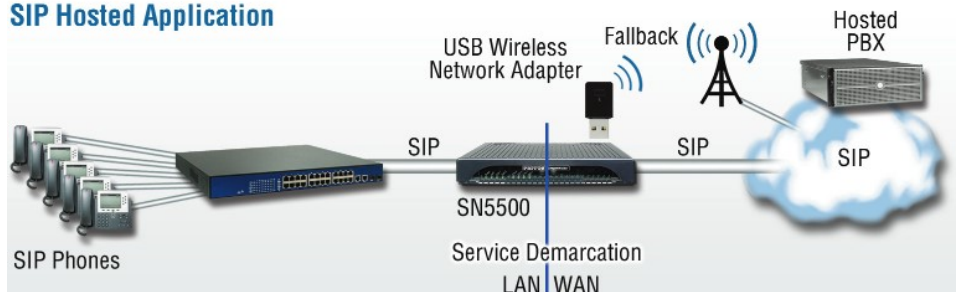 SIP Hosted Application
USB Wireless
Network Adapter
Fallback
Hosted
PBX
SIP
SN5500
SIP
SIP
SIP Phones
Service Demarcation
LAN WAN